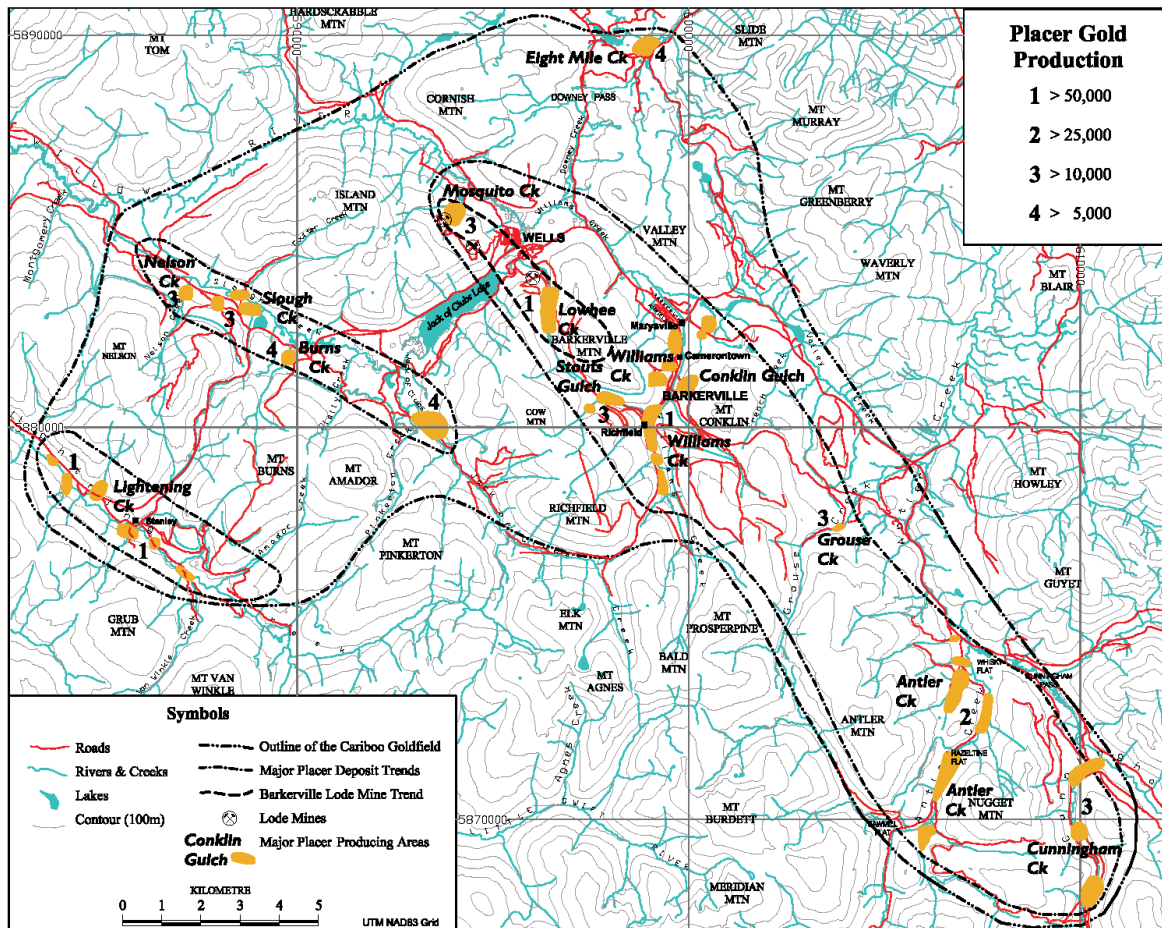 HARDSCRABBLE
MTN
MT
TOM
5890000
SLIDE
MTN
Eight Mile Ck
4
DOWNEY PASS
CORNISH
MTN
MT
MURRAY
Placer Gold
Production
1 > 50,000
2 > 25,000
3 > 10,000
4 > 5,000
MT
GREENBERRY
ISLAND
MTN
Mosquito Ck
3
WELLS
VALLEY
MTN
WAVERLY
MTN
MT
BLAIR
Nelson
Ck
3
3
Slough
Ck
4
Burns
Ck
MT
NELSON
Jack of Clubs Lake
1
Lowhee
Ck
BARKERVILLE
MTN
Marysville
Camerontown
Williams
Ck
Stouts
Gulch
3
Conklin Gulch
BARKERVILLE
MT
CONKLIN
1
Richfield
Williams
Ck
COW
MTN
4
5880000
1
Lightening
Ck
Stanley
1
MT
BURNS
MT
AMADOR
MT
PINKERTON
RICHFIELD
MTN
3
Grouse
Ck
MT
HOWLEY
MT
GUYET
GRUB
MTN
MT VAN
WINKLE
Van Winkle Creek
ELK
MTN
MT
AGNES
BALD
MTN
MT
PROSPERPINE
Antler
Ck
2
ANTLER
MTN
HAZELTINE
FLAT
Antler
Ck
NUGGET
MTN
3
Cunningham
Ck
MT
BURDETT
5870000
MERIDIAN
MTN
Symbols
Roads
Rivers & Creeks
Lakes
Contour (100m)
Outline of the Cariboo Goldfield
Major Placer Deposit Trends
Barkerville Lode Mine Trend
Lode Mines
Conklin
Gulch
Major Placer Producing Areas
KILOMETRE
0 1 2 3 4 5
UTM NAD83 Grid